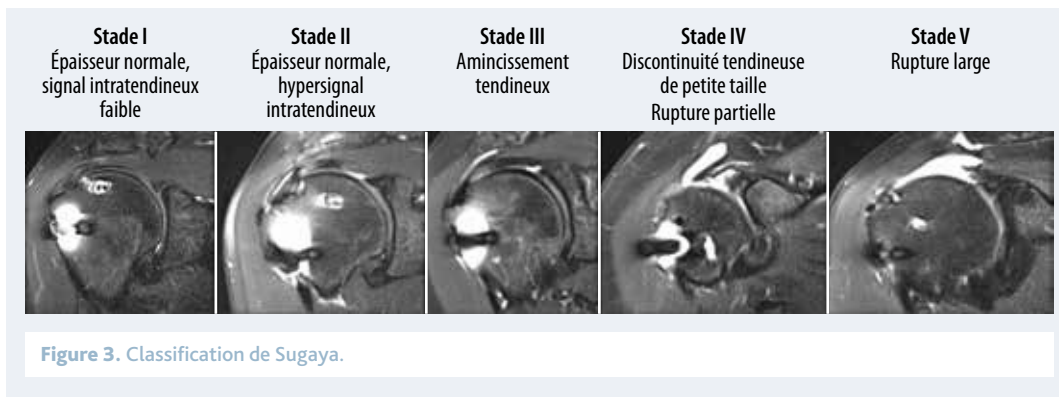 Stade I
Épaisseur normale,
signal intratendineux
faible
Stade II
Épaisseur normale,
hypersignal
intratendineux
Stade III
Amincissement
tendineux
Stade IV
Discontinuité tendineuse
de petite taille
Rupture partielle
Stade V
Rupture large
Figure 3. Classification de Sugaya.